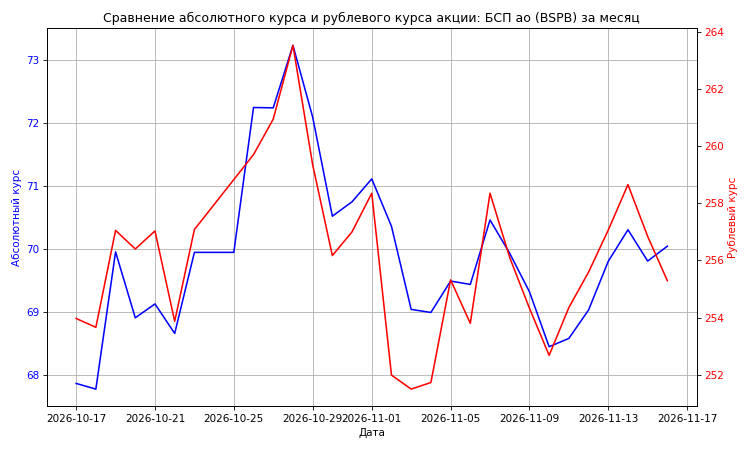 Сравнение абсолютного курса и рублевого курса акции: БСП ао (BSPB) за месяц
Абсолютный курс
73
72
71
70
69
68
264
262
260
258
256
254
252
Рублевый курс
2026-10-17 2026-10-21 2026-10-25 2026-10-29 2026-11-01 2026-11-05 2026-11-09 2026-11-13 2026-11-17
Дата